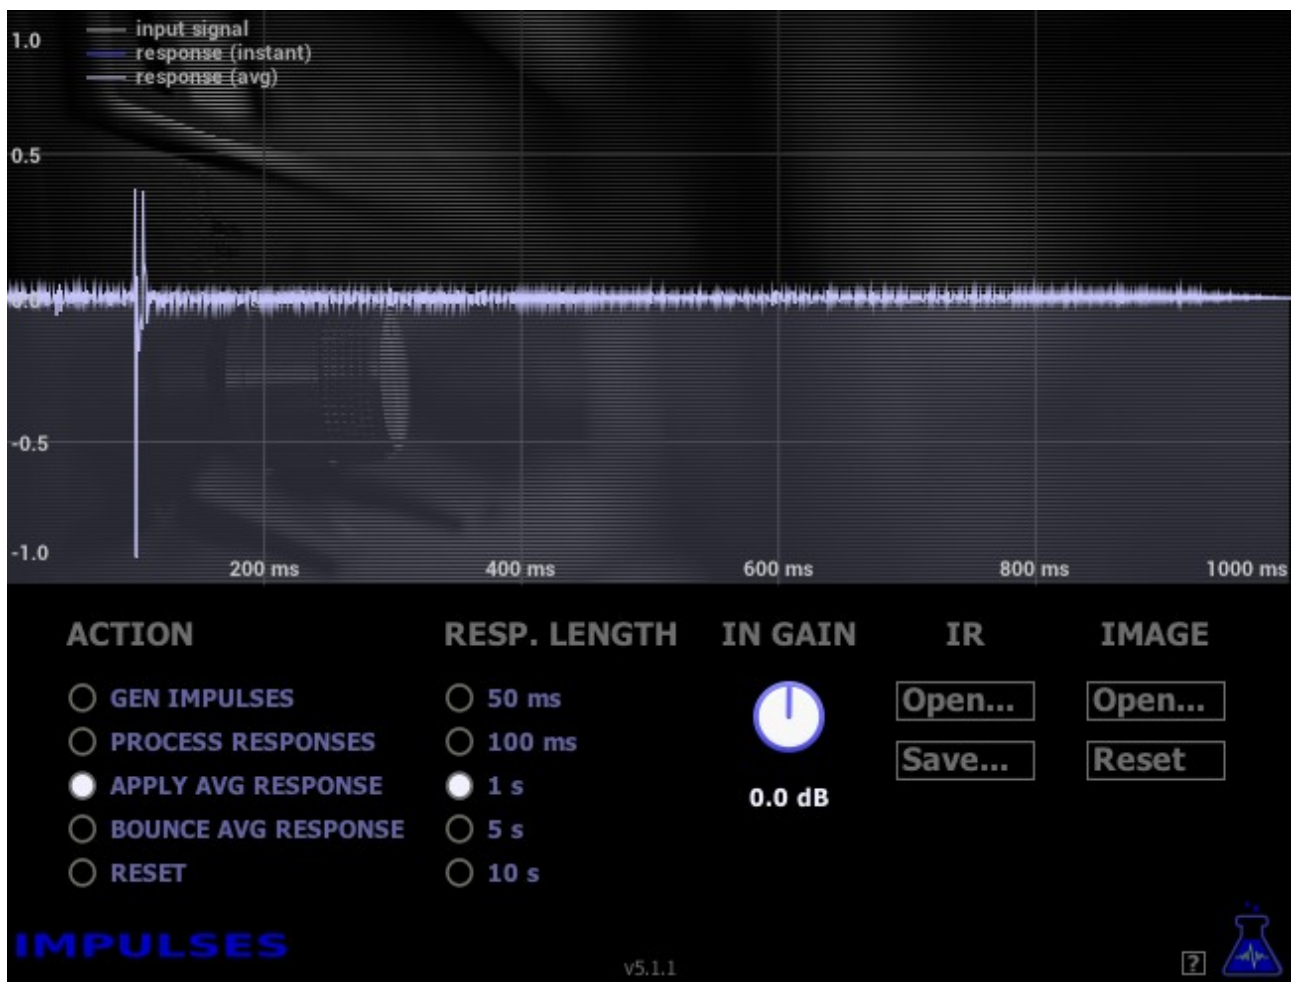 1.0
input signal
response (instant)
response (avg)
0.5
0.0
-0.5
-1.0
200 ms 400 ms 600 ms 800 ms 1000 ms
ACTION RESP. LENGTH IN GAIN IR IMAGE
GEN IMPULSES 50 ms Open... Open...
PROCESS RESPONSES 100 ms Save... Reset
APPLY AVG RESPONSE 1 s 0.0 dB
BOUNCE AVG RESPONSE 5 s
RESET 10 s
IMPULSES
v5.1.1 ?